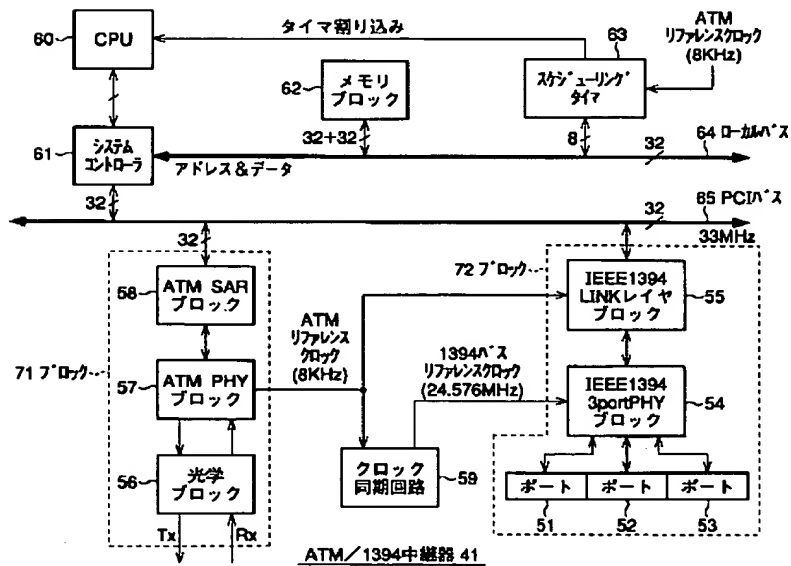 60
CPU
タイマ割り込み
63
ATM
リファレンスクロック
(8KHz)
62
メモリ
ブロック
スケジューリング
タイマ
61
システム
コントローラ
32+32
8
32
64 ローカルバス
アドレス&データ
32
32
65 PCIバス
33MHz
32
72 ブロック
58
ATM SAR
ブロック
IEEE1394
LINKレイヤ
ブロック
55
ATM
リファレンス
クロック
(8KHz)
1394バス
リファレンスクロック
(24.576MHz)
71 ブロック
57
ATM PHY
ブロック
IEEE1394
3portPHY
ブロック
54
56
光学
ブロック
クロック
同期回路
59
ポート
ポート
ポート
51
52
53
Tx
Rx
ATM/1394中継器 41